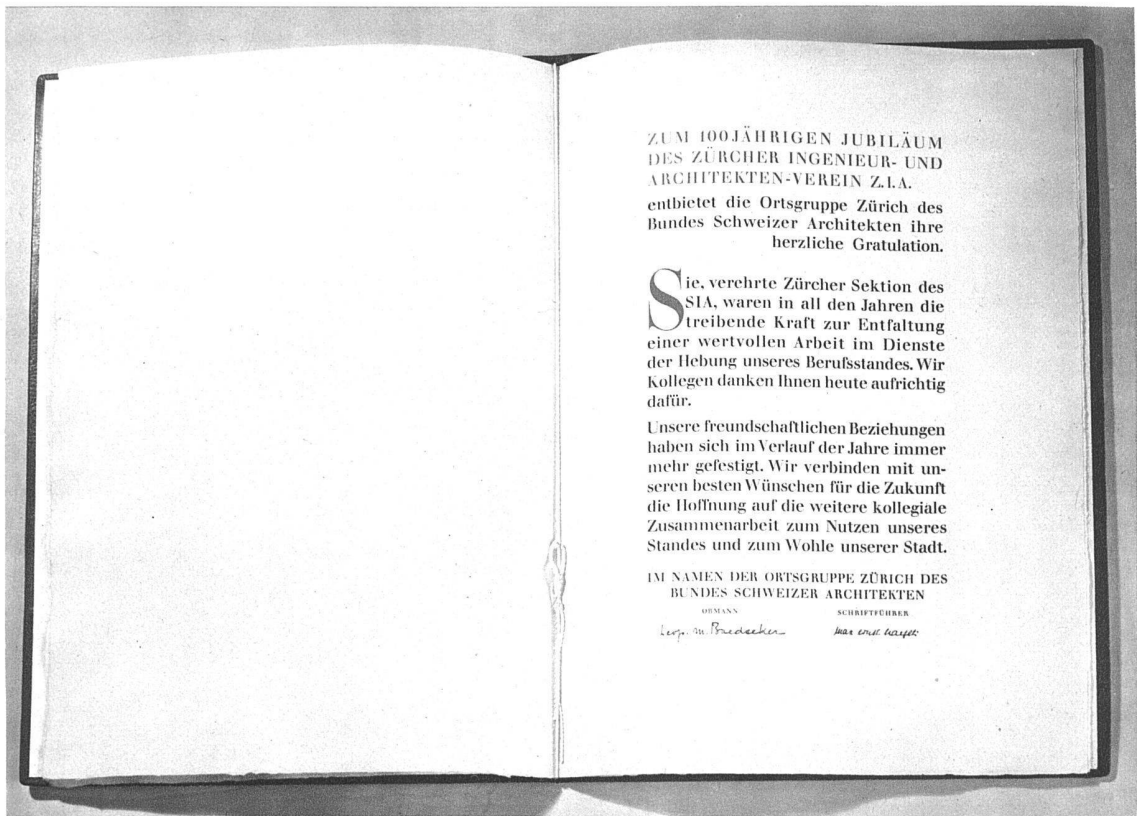 ZUM 100JÄHRIGEN JUBILÄUM
DES ZÜRCHER INGENIEUR- UND
ARCHITEKTEN-VEREIN Z.I.A.
entbietet die Ortsgruppe Zürich des
Bundes Schweizer Architekten ihre
herzliche Gratulation.
Sie, verehrte Zürcher Sektion des
SIA, waren in all den Jahren die
treibende Kraft zur Entfaltung
einer wertvollen Arbeit im Dienste
der Hebung unseres Berufsstandes. Wir
Kollegen danken Ihnen heute aufrichtig
dafür.
Unsere freundschaftlichen Beziehungen
haben sich im Verlauf der Jahre immer
mehr gefestigt. Wir verbinden mit un-
seren besten Wünschen für die Zukunft
die Hoffnung auf die weitere kollegiale
Zusammenarbeit zum Nutzen unseres
Standes und zum Wohle unserer Stadt.
IM NAMEN DER ORTSGRUPPE ZÜRICH DES
BUNDES SCHWEIZER ARCHITEKTEN
OBMANN SCHRIFTFÜHRER
Leop. M. max ernst